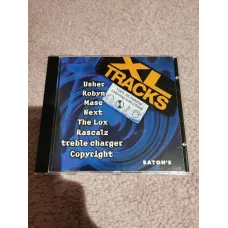 XL
TRACKS
Usher
Robyn
Mase
Next
The Lox
Rascalz
treble charger
Copyright
EATON'S